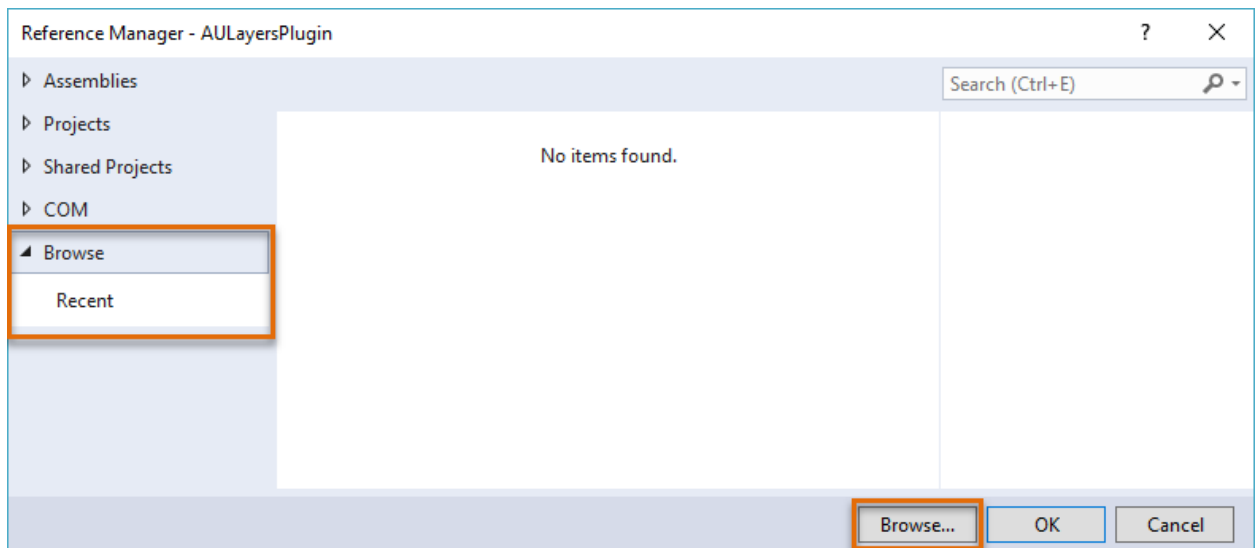 Reference Manager - AULayersPlugin
?
Assemblies
Search (Ctrl+E)
Projects
No items found.
Shared Projects
COM
Browse
Recent
Browse... OK Cancel